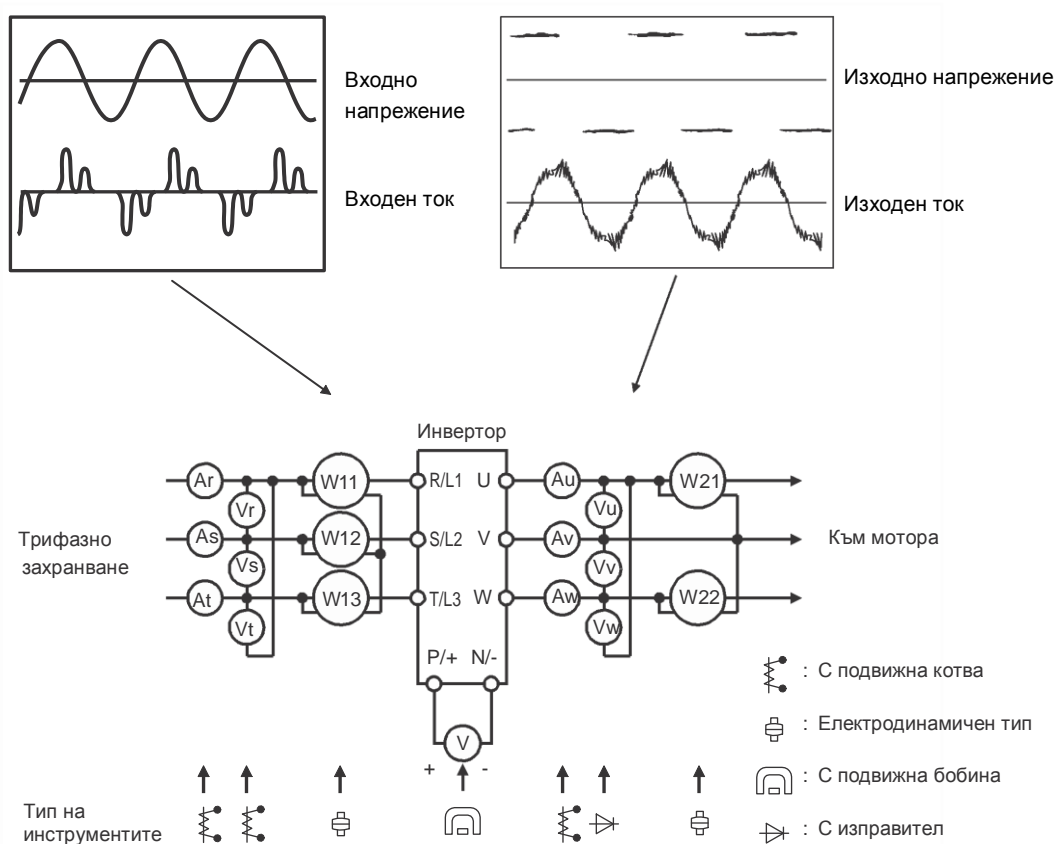 Входно
напрежение
Входен ток
Изходно напрежение
Изходен ток
Инвертор
Ar
Vr
W11
R/L1
U
Au
Vu
W21
Трифазно
захранване
As
Vs
W12
S/L2
V
Av
Vv
Към мотора
At
Vt
W13
T/L3
W
Aw
Vw
W22
P/+ N/-
V
+ -
: С подвижна котва
: Електродинамичен тип
: С подвижна бобина
: С изправител
Тип на
инструментите